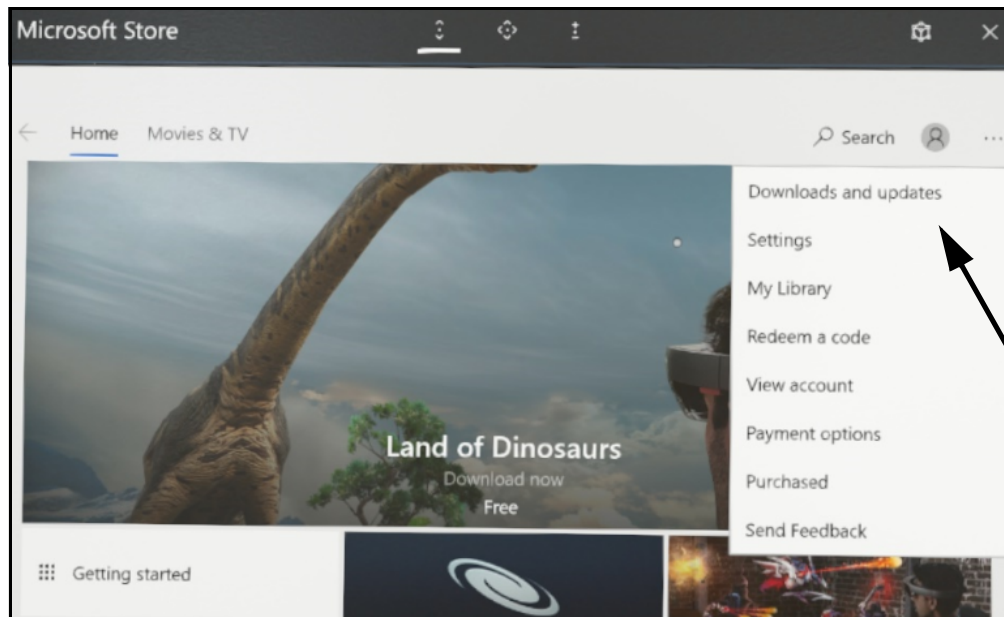 Microsoft Store
Home Movies & TV Search
Downloads and updates
Settings
My Library
Redeem a code
View account
Payment options
Purchased
Send Feedback
Land of Dinosaurs
Download now
Free
Getting started